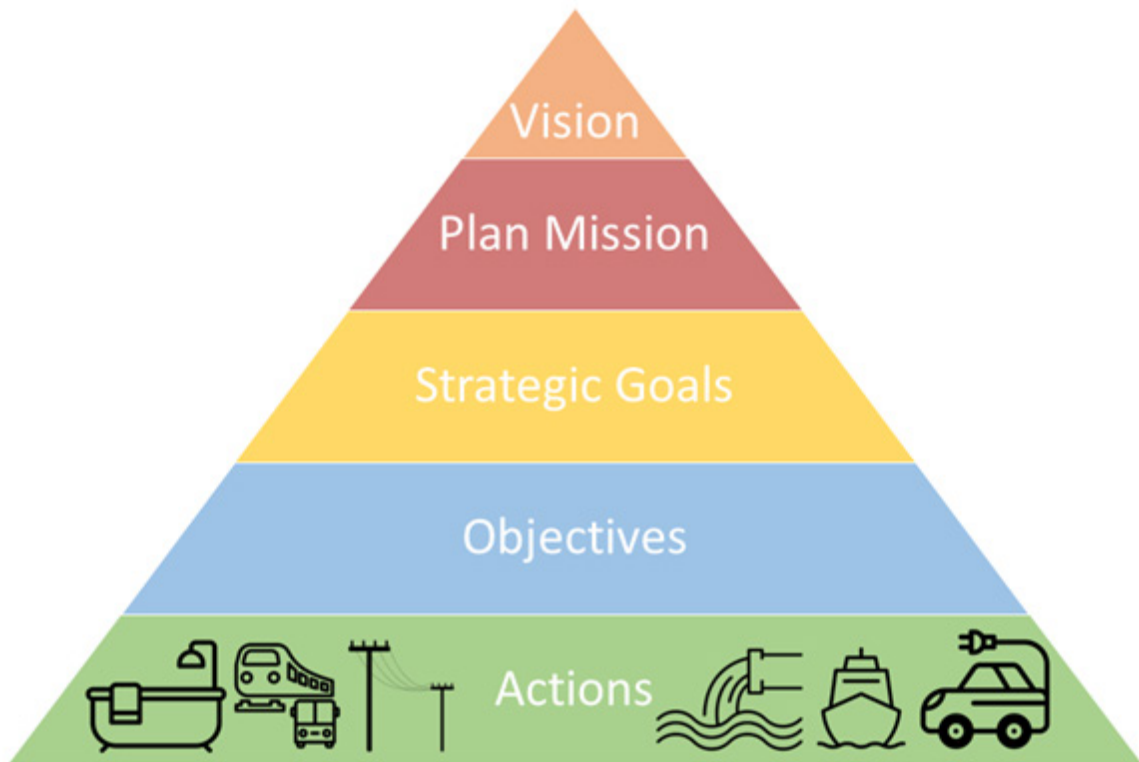 Vision
Plan Mission
Strategic Goals
Objectives
Actions